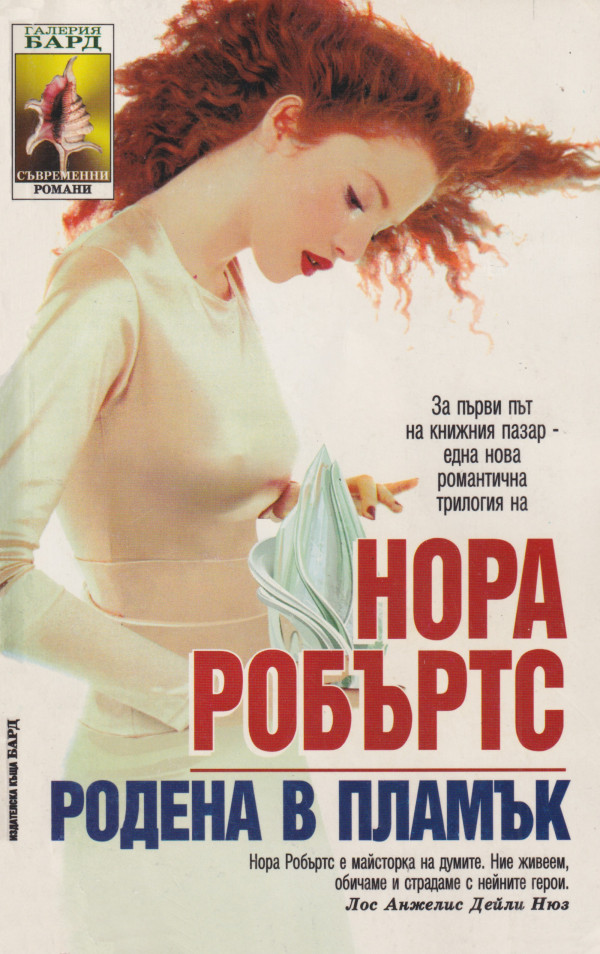 ГАЛЕРИЯ
БАРД
СЪВРЕМЕННИ
РОМАНИ
За първи път
на книжния пазар -
една нова
романтична
трилогия на
НОРА
РОБЪРТС
РОДЕНА В ПЛАМЪК
Нора Робъртс е майсторка на думите. Ние живеем,
обичаме и страдаме с нейните герои.
Лос Анжелис Дейли Нюз
ИЗДАТЕЛСКА КЪЩА БАРД